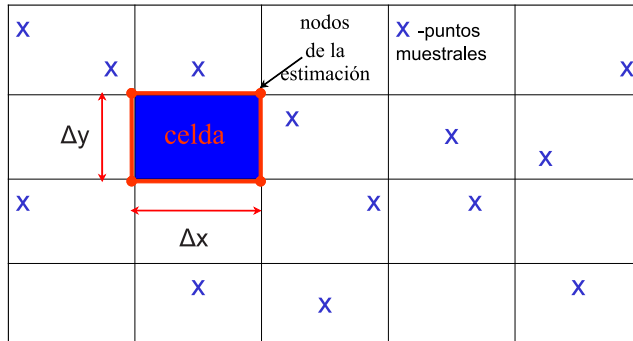 nodos
de la
estimación
x -puntos
muestrales
x
x
x
x
Δy
celda
x
x
x
x
x
x
Δx
x
x
x